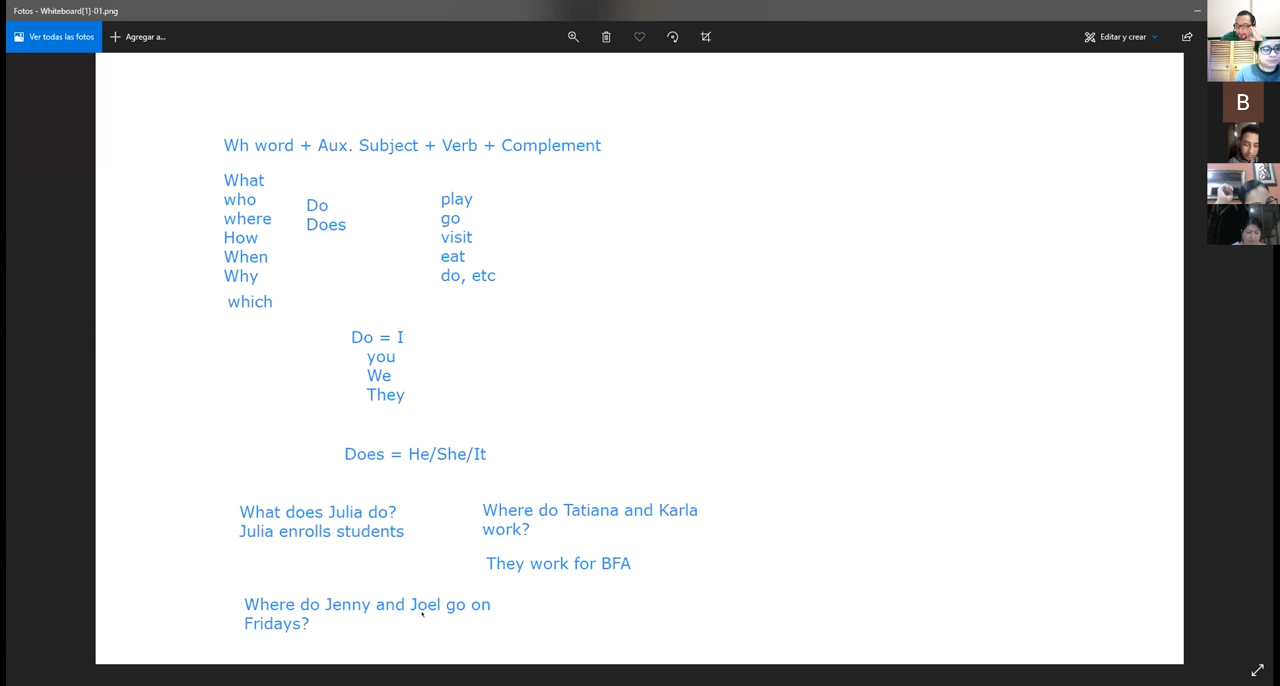 Fotos - Whiteboard[1]-01.png
Ver todas las fotos
Agregar a...
Editar y crear
B
Wh word + Aux. Subject + Verb + Complement
What
who
where
How
When
Why
which
Do
Does
play
go
visit
eat
do, etc
Do = I
you
We
They
Does = He/She/It
What does Julia do?
Julia enrolls students
Where do Tatiana and Karla
work?
They work for BFA
Where do Jenny and Joel go on
Fridays?